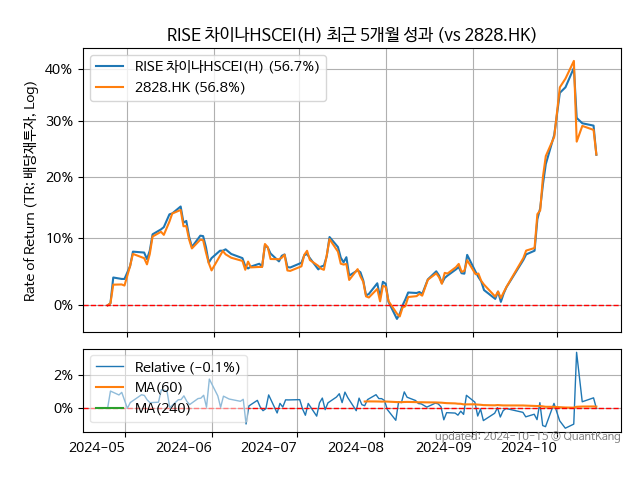 RISE 차이나HSCEI(H) 최근 5개월 성과 (vs 2828.HK)
Rate of Return (TR: 배당재투자, Log)
RISE 차이나HSCEI(H) (56.7%)
2828.HK (56.8%)
40%
30%
20%
10%
0%
Relative (−0.1%)
MA(60)
MA(240)
2%
0%
2024-05
2024-06
2024-07
2024-08
2024-09
2024-10
updated: 2024-10-15 © QuantKang